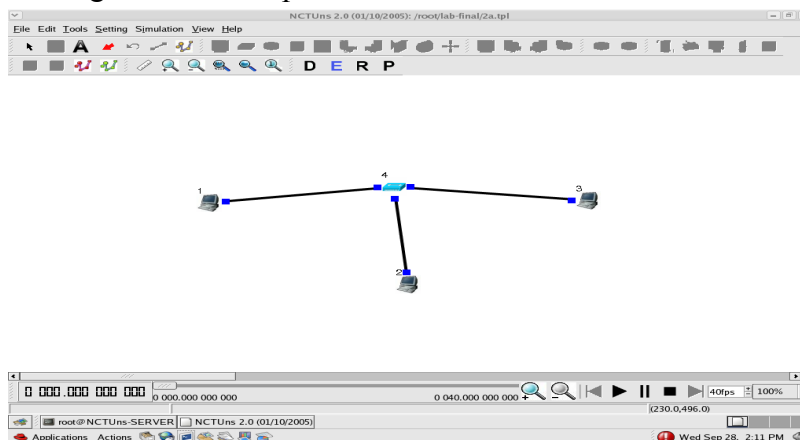 NCTUns 2.0 (01/10/2005): /root/lab-final/2a.tpl
File Edit Tools Setting Simulation View Help
A
D E R P
4
1
3
2
0 000.000 000 000
0 000.000 000 000
0 040.000 000 000
40fps
100%
(230.0,496.0)
root@NCTUns-SERVER
NCTUns 2.0 (01/10/2005)
Applications Actions
Wed Sep 28, 2:11 PM